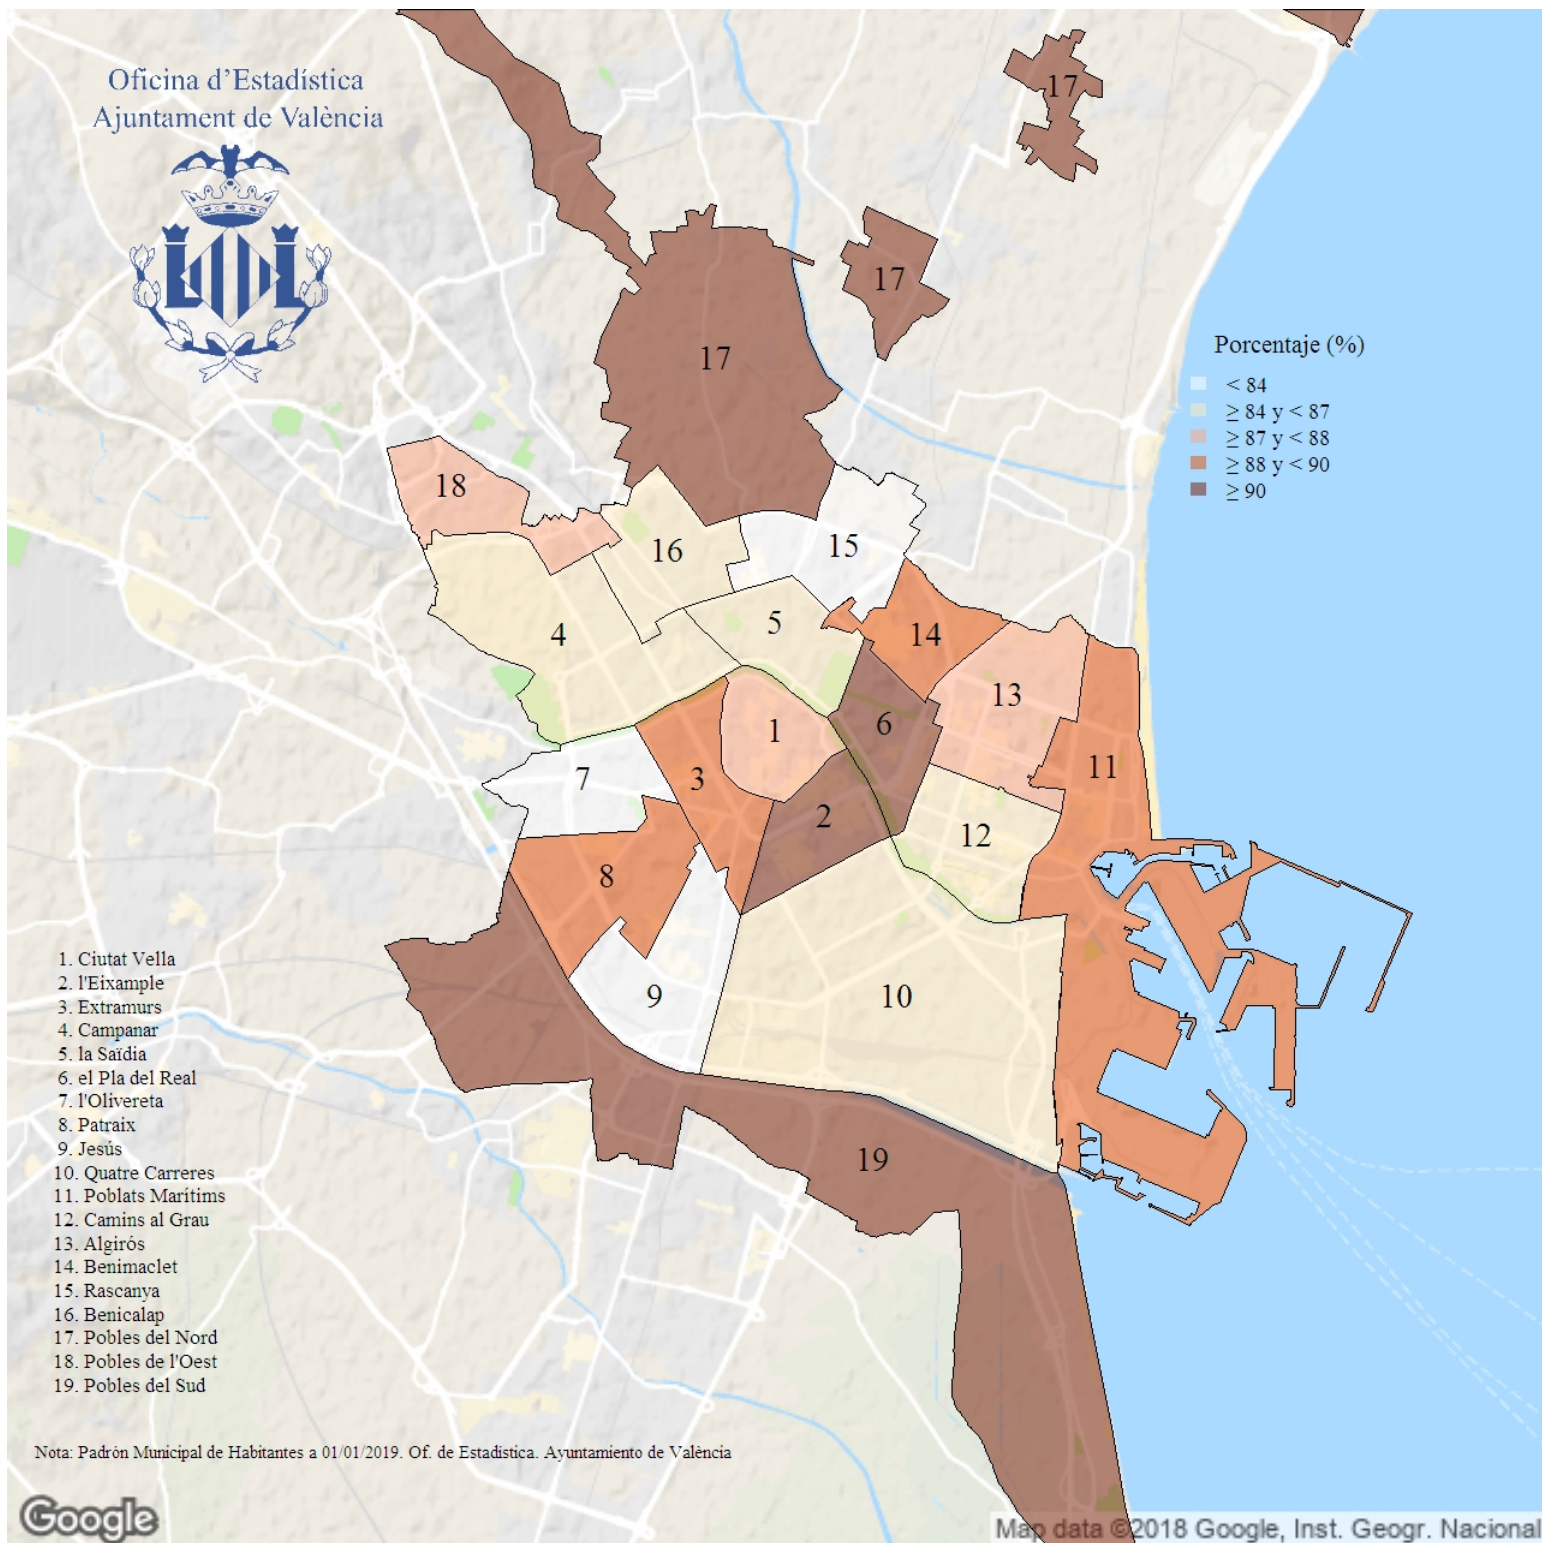 Oficina d'Estadística
Ajuntament de València
17
17
17
Porcentaje (%)
< 84
≥ 84 y < 87
≥ 87 y < 88
≥ 88 y < 90
≥ 90
18
16
15
4
5
14
13
6
1
11
7
3
2
12
8
9
10
19
1. Ciutat Vella
2. l'Eixample
3. Extramurs
4. Campanar
5. la Saïdia
6. el Pla del Real
7. l'Olivereta
8. Patraix
9. Jesús
10. Quatre Carreres
11. Poblats Marítims
12. Camins al Grau
13. Algirós
14. Benimaclet
15. Rascanya
16. Benicalap
17. Pobles del Nord
18. Pobles de l'Oest
19. Pobles del Sud
Nota: Padrón Municipal de Habitantes a 01/01/2019. Of. de Estadística. Ayuntamiento de València
Google
Map data ©2018 Google, Inst. Geogr. Nacional